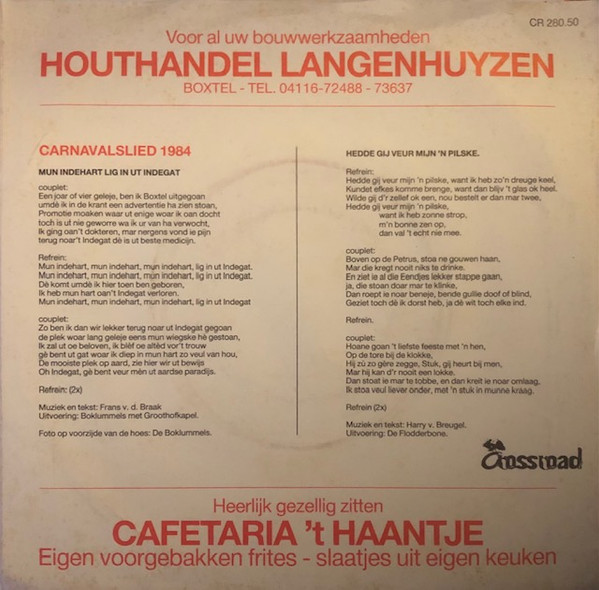 CR 280.50
Voor al uw bouwwerkzaamheden
HOUTHANDEL LANGENHUYZEN
BOXTEL - TEL. 04116-72488 - 73637
CARNAVALSLIED 1984
MUN INDEHART LIG IN UT INDEGAT
couplet:
Een joar of vier geleje, ben ik Boxtel uitgegoan
umdè ik in de krant een advertentie ha zien stoan,
Promotie moaken waar ut enige woar ik oan docht
toch is ut nie geworre wa ik ur van ha verwocht,
Ik ging oan't dokteren, mar nergens vond ie pijn
terug noar't Indegat dè is ut beste medicijn.
Refrein:
Mun indehart, mun indehart, mun indehart, lig in ut Indegat.
Mun indehart, mun indehart, mun indehart, lig in ut Indegat.
Dè komt umdè ik hier toen ben geboren,
Ik heb mun hart oan't Indegat verloren.
Mun indehart, mun indehart, mun indehart, lig in ut Indegat
couplet:
Zo ben ik dan wir lekker terug noar ut Indegat gegoan
de plek woar lang geleje eens mun wiegske hè gestoan,
Ik zal ut oe beloven, ik blèf oe altèd vor't trouw
gè bent ut gat woar ik diep in mun hart zo veul van hou,
De mooiste plek op aard, zie hier wir ut bewijs
Oh Indegat, gè bent veur mèn ut aardse paradijs.
Refrein: (2x)
Muziek en tekst: Frans v. d. Braak
Uitvoering: Boklummels met Groothofkapel.
Foto op voorzijde van de hoes: De Boklummels.
HEDDE GIJ VEUR MIJN 'N PILSKE.
Refrein:
Hedde gij veur mijn 'n pilske, want ik heb zo'n dreuge keel,
Kundet efkes komme brenge, want dan blijv 't glas ok heel.
Wilde gij d'r zellef ok een, nou bestelt er dan mar twee,
Hedde gij veur mijn 'n pilske,
want ik heb zonne strop,
m'n bonne zen op,
dan val 't echt nie mee.
couplet:
Boven op de Petrus, stoa ne gouwen haan,
Mar die kregt nooit niks te drinke.
En ziet ie al die Eendjes lekker stappe gaan,
ja, die stoan doar mar te klinke,
Dan roept ie noar beneje, bende gullie doof of blind,
Geziet toch dè ik dorst heb, ja dè wit toch elke ind.
Refrein.
couplet:
Hoane goan 't liefste feeste met 'n hen,
Op de tore bij de klokke,
Hij zù zo gère zegge, Stuk, gij heurt bij men,
Mar hij kan d'r nooit een lokke.
Dan stoat ie mar te tobbe, en dan kreit ie noar omlaag,
Ik stoa veul liever onder, met 'n stuk in munne kraag.
Refrein (2x)
Muziek en tekst: Harry v. Breugel.
Uitvoering: De Flodderbone.
Crossroad
Heerlijk gezellig zitten
CAFETARIA 't HAANTJE
Eigen voorgebakken frites - slaatjes uit eigen keuken